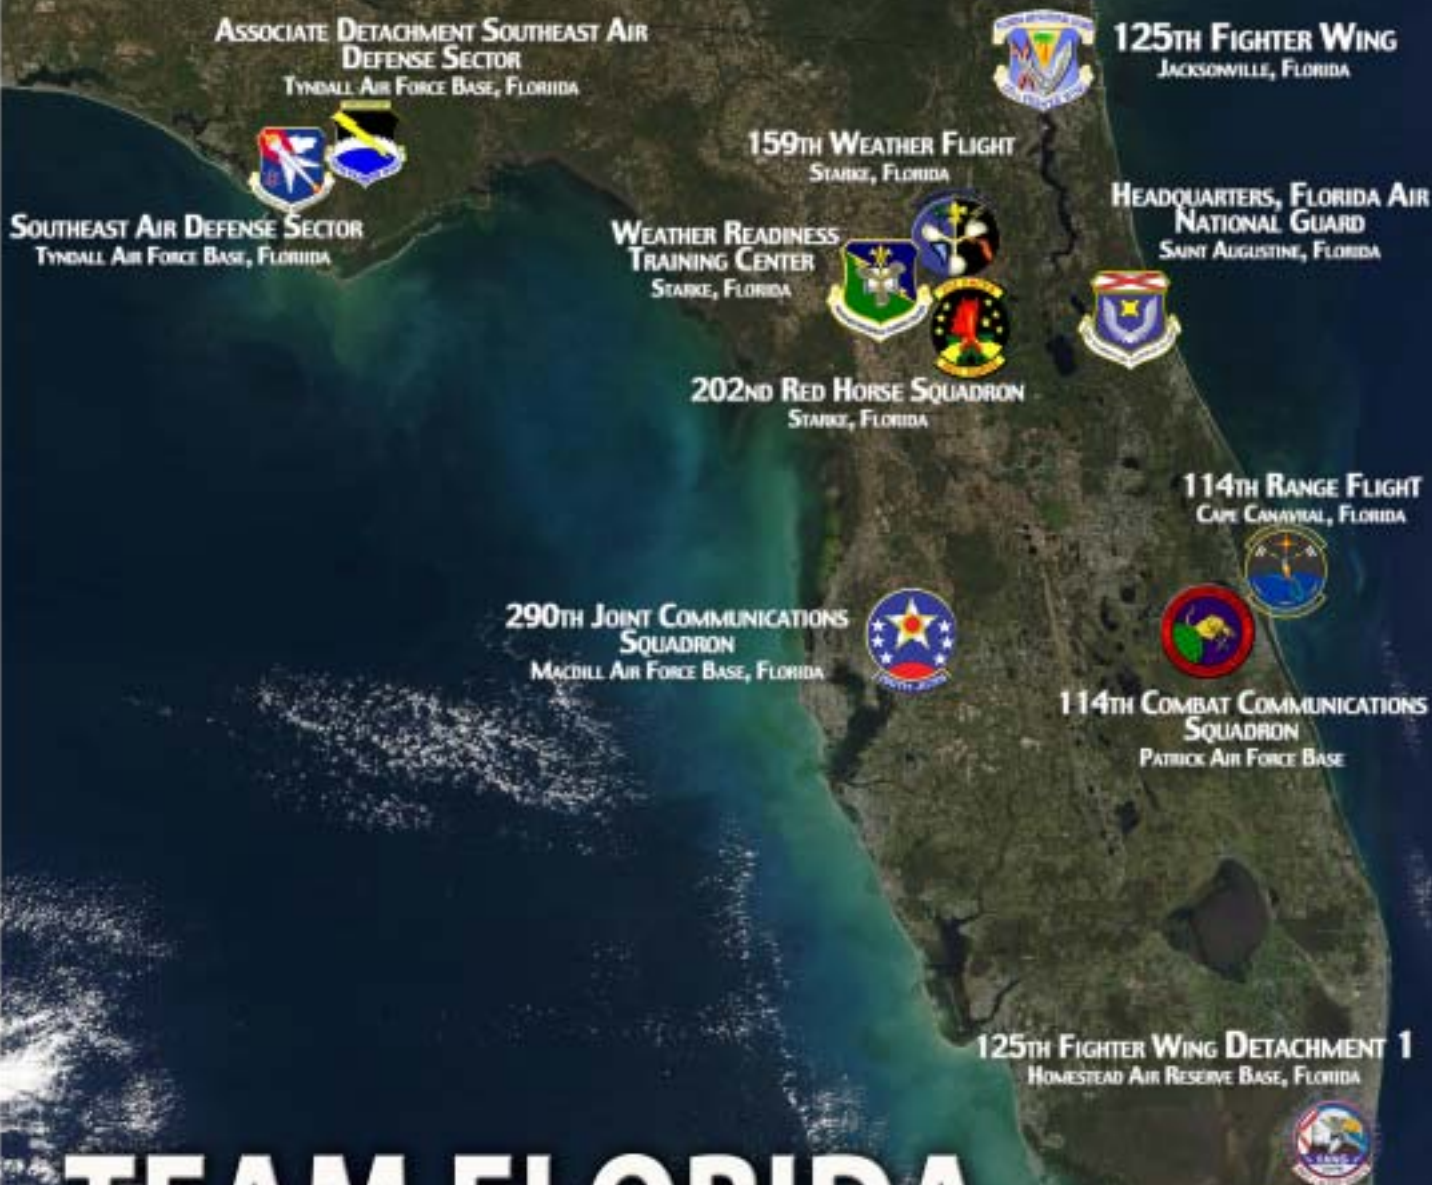 Associate Detachment Southeast Air
Defense Sector
Tyndall Air Force Base, Floriida
Southeast Air Defense Sector
Tyndall Air Force Base, Floriida
125th Fighter Wing
Jacksonville, Florida
159th Weather Flight
Starke, Florida
Headquarters, Florida Air
National Guard
Saint Augustine, Florida
Weather Readiness
Training Center
Starke, Florida
202nd Red Horse Squadron
Starke, Florida
114th Range Flight
Cape Canavral, Florida
290th Joint Communications
Squadron
Macdill Air Force Base, Florida
114th Combat Communications
Squadron
Patrick Air Force Base
125th Fighter Wing Detachment 1
Homestead Air Reserve Base, Florida
TEAM FLORIDA